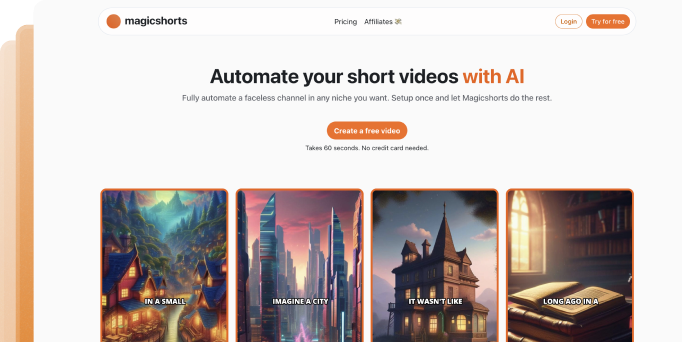 magicshorts
Pricing Affiliates 💸
Login Try for free
Automate your short videos with AI
Fully automate a faceless channel in any niche you want. Setup once and let Magicshorts do the rest.
Create a free video
Takes 60 seconds. No credit card needed.
IN A SMALL
IMAGINE A CITY
IT WASN'T LIKE
LONG AGO IN A